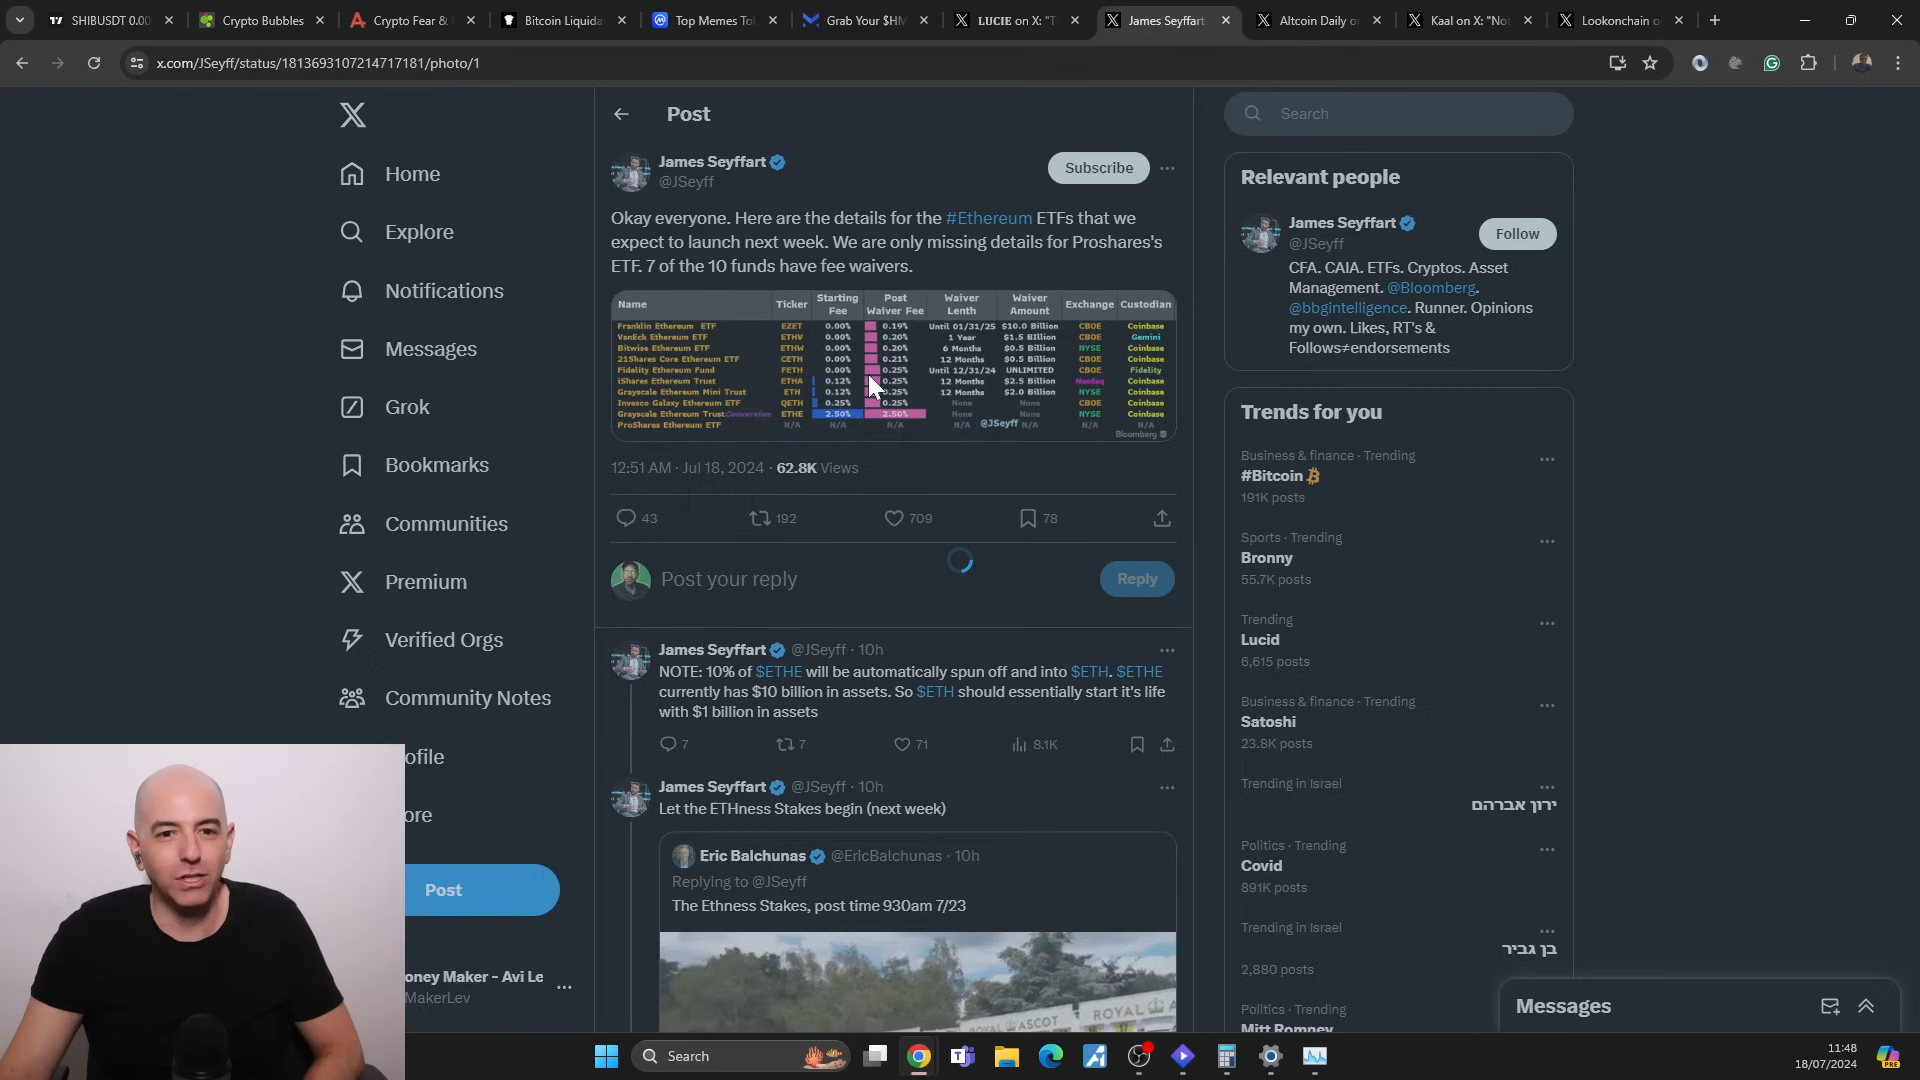 SHIBUSDT 0.00
Crypto Bubbles
Crypto Fear &
Bitcoin Liquida
Top Memes To
Grab Your $HM
LUCIE on X: "T
James Seyffart
Altcoin Daily o
Kaal on X: "Not
Lookonchain o
x.com/JSeyff/status/1813693107214717181/photo/1
Home
Explore
Notifications
Messages
Grok
Bookmarks
Communities
Premium
Verified Orgs
Community Notes
ofile
ore
Post
oney Maker - Avi Le
MakerLev
Post
James Seyffart
@JSeyff
Subscribe
Okay everyone. Here are the details for the #Ethereum ETFs that we
expect to launch next week. We are only missing details for Proshares's
ETF. 7 of the 10 funds have fee waivers.
Name Ticker Starting Fee Post Waiver Fee Waiver Lenth Waiver Amount Exchange Custodian
Franklin Ethereum ETF EZET 0.00% 0.19% Until 01/31/25 $10.0 Billion CBOE Coinbase
VanEck Ethereum ETF ETHV 0.00% 0.20% 1 Year $1.5 Billion CBOE Gemini
Bitwise Ethereum ETF ETHW 0.00% 0.20% 6 Months $0.5 Billion NYSE Coinbase
21Shares Core Ethereum ETF CETH 0.00% 0.21% 12 Months $0.5 Billion CBOE Coinbase
Fidelity Ethereum Fund FETH 0.00% 0.25% Until 12/31/24 UNLIMITED CBOE Fidelity
iShares Ethereum Trust ETHA 0.12% 0.25% 12 Months $2.5 Billion Nasdaq Coinbase
Grayscale Ethereum Mini Trust ETH 0.12% 0.25% 12 Months $2.0 Billion NYSE Coinbase
Invesco Galaxy Ethereum ETF QETH 0.25% 0.25% None None CBOE Coinbase
Grayscale Ethereum Trust Conversion ETHE 2.50% 2.50% None None NYSE Coinbase
ProShares Ethereum ETF N/A N/A N/A N/A @JSeyff N/A N/A N/A
Bloomberg
12:51 AM · Jul 18, 2024 · 62.8K Views
43 192 709 78
Post your reply
Reply
James Seyffart @JSeyff · 10h
NOTE: 10% of $ETHE will be automatically spun off and into $ETH. $ETHE
currently has $10 billion in assets. So $ETH should essentially start it's life
with $1 billion in assets
7 7 71 8.1K
James Seyffart @JSeyff · 10h
Let the ETHness Stakes begin (next week)
Eric Balchunas @EricBalchunas · 10h
Replying to @JSeyff
The Ethness Stakes, post time 930am 7/23
ROYAL ASCOT ROYAL
Search
Relevant people
James Seyffart
@JSeyff
Follow
CFA. CAIA. ETFs. Cryptos. Asset
Management. @Bloomberg.
@bbgintelligence. Runner. Opinions
my own. Likes, RT's &
Follows≠endorsements
Trends for you
Business & finance · Trending
#Bitcoin
191K posts
Sports · Trending
Bronny
55.7K posts
Trending
Lucid
6,615 posts
Business & finance · Trending
Satoshi
23.8K posts
Trending in Israel
ירון אברהם
Politics · Trending
Covid
891K posts
Trending in Israel
בן גביר
2,880 posts
Politics · Trending
Mitt Romney
Messages
Search
11:48
18/07/2024